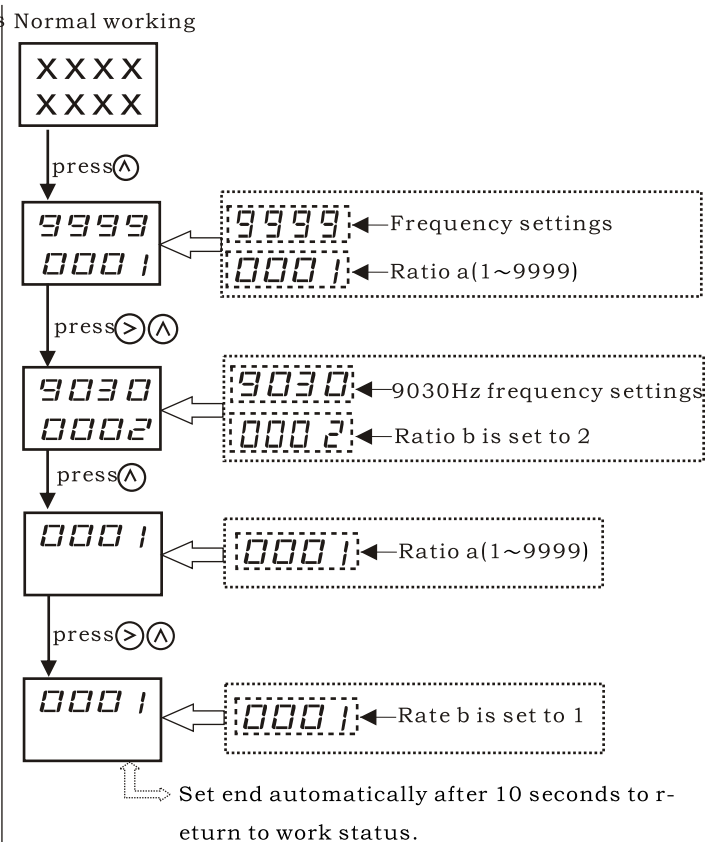 s Normal working
XXXX
XXXX
press
9999
0001
9999 Frequency settings
0001 Ratio a(1~9999)
press
9030
0002
9030 9030Hz frequency settings
0002 Ratio b is set to 2
press
0001
0001 Ratio a(1~9999)
press
0001
0001 Rate b is set to 1
Set end automatically after 10 seconds to r-
eturn to work status.